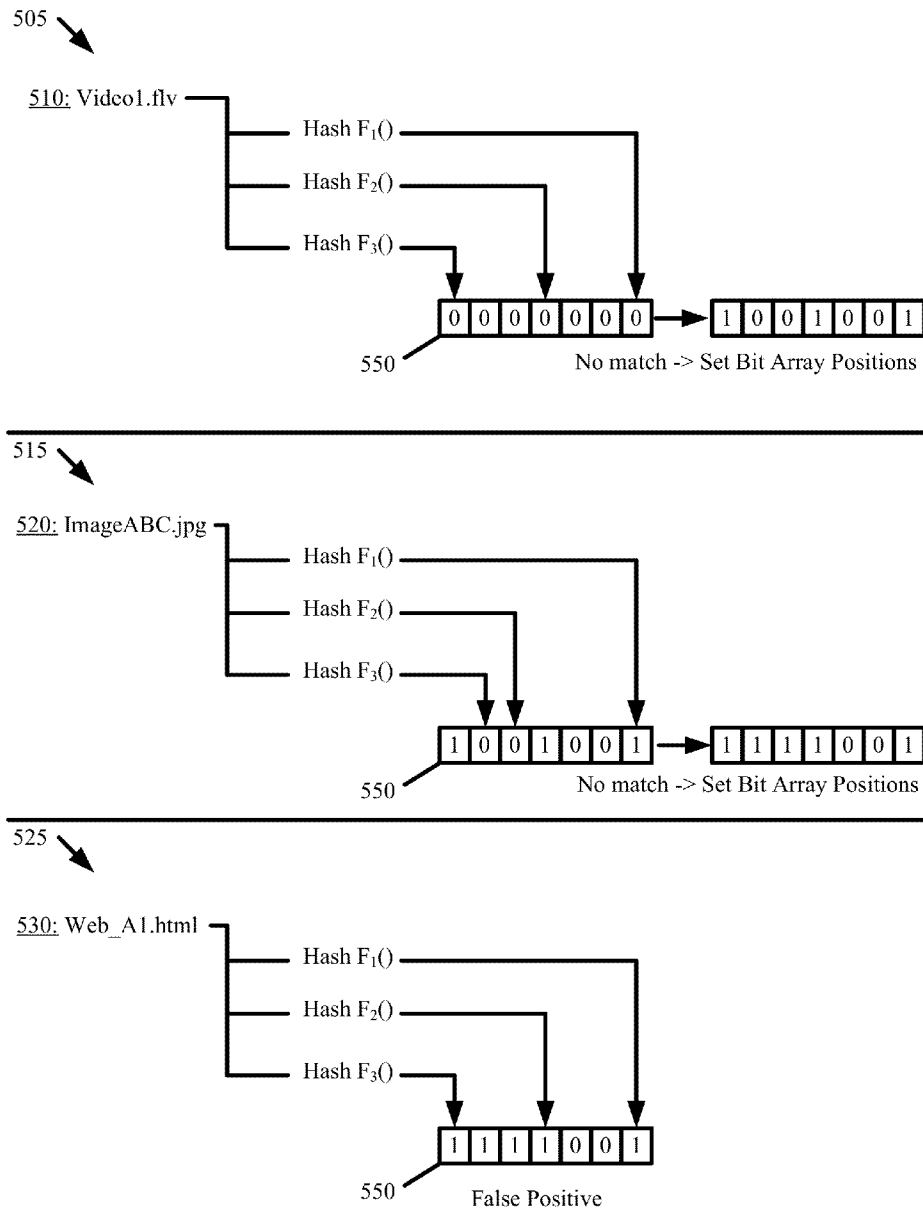 505
510: Video1.flv
Hash F1()
Hash F2()
Hash F3()
0 0 0 0 0 0 0
1 0 0 1 0 0 1
550
No match -> Set Bit Array Positions
515
520: ImageABC.jpg
Hash F1()
Hash F2()
Hash F3()
1 0 0 1 0 0 1
1 1 1 1 0 0 1
550
No match -> Set Bit Array Positions
525
530: Web_A1.html
Hash F1()
Hash F2()
Hash F3()
1 1 1 1 0 0 1
550
False Positive